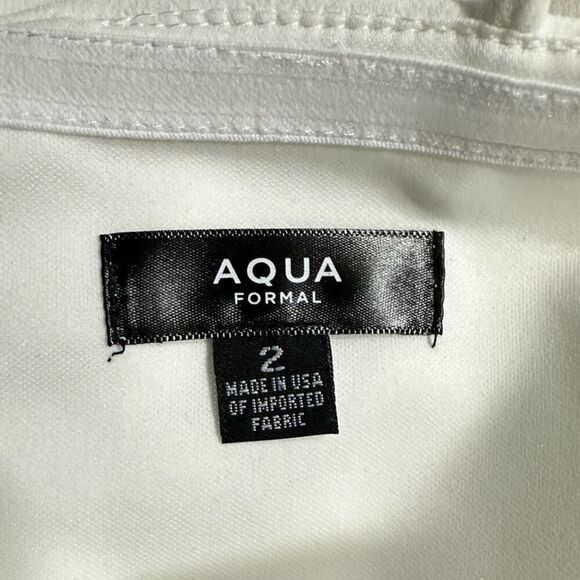 AQUA
FORMAL
2
MADE IN USA
OF IMPORTED
FABRIC